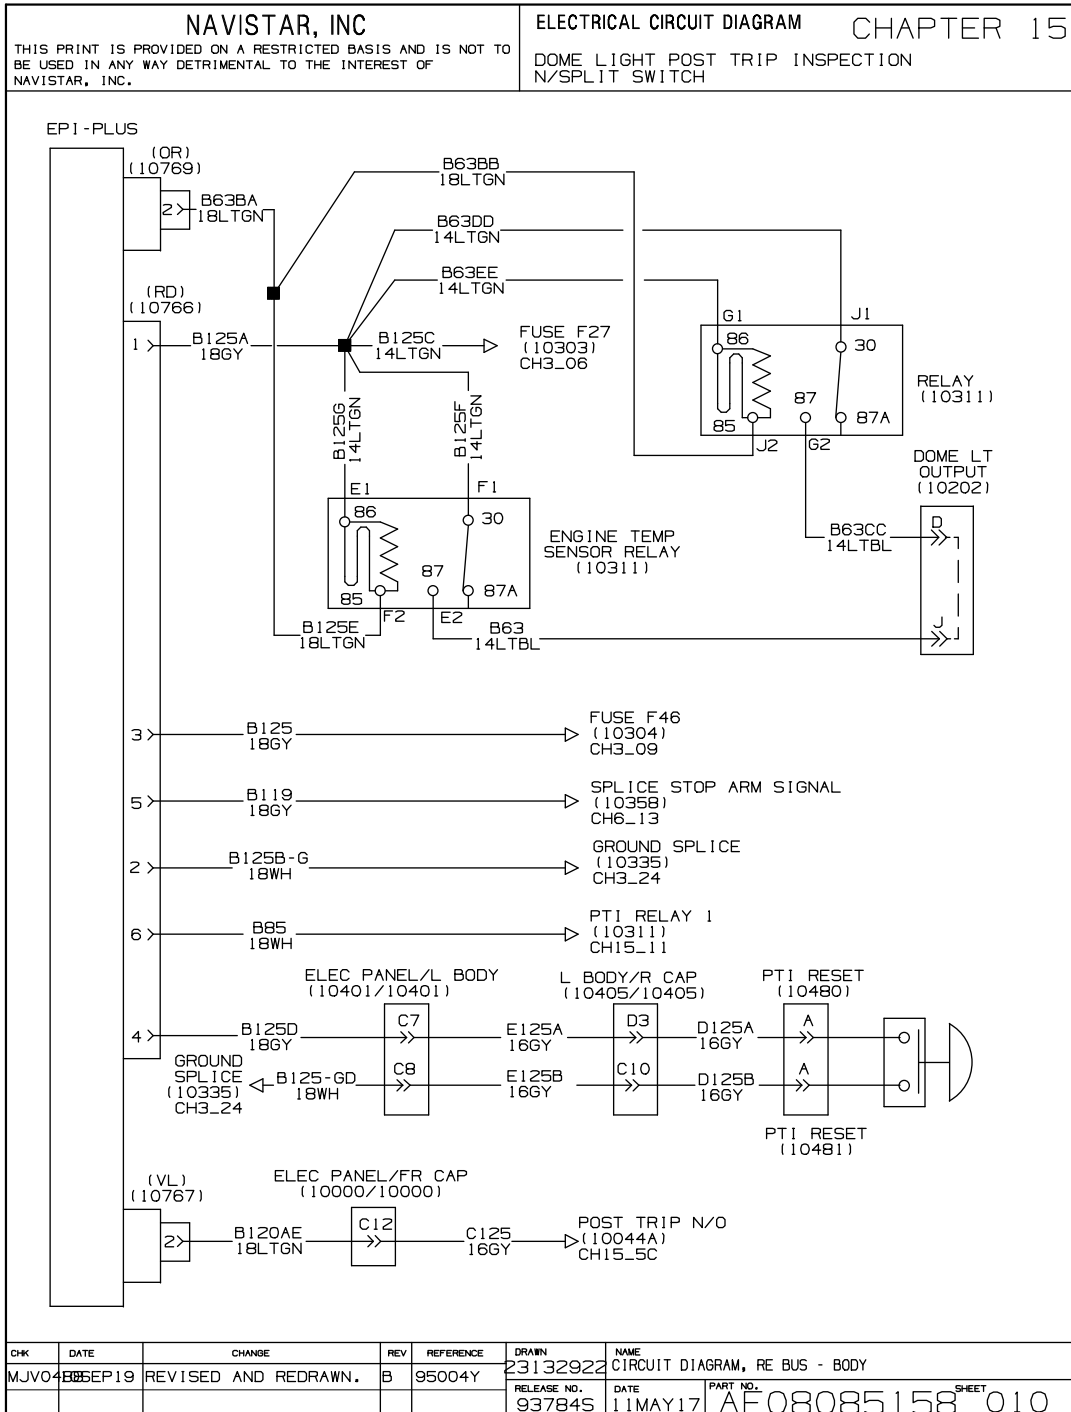 NAVISTAR, INC
THIS PRINT IS PROVIDED ON A RESTRICTED BASIS AND IS NOT TO
BE USED IN ANY WAY DETRIMENTAL TO THE INTEREST OF
NAVISTAR, INC.
ELECTRICAL CIRCUIT DIAGRAM
CHAPTER 15
DOME LIGHT POST TRIP INSPECTION
N/SPLIT SWITCH
EPI-PLUS
(OR)
(10769)
2
B63BA
18LTGN
B63BB
18LTGN
B63DD
14LTGN
B63EE
14LTGN
(RD)
(10766)
1
B125A
18GY
B125C
14LTGN
FUSE F27
(10303)
CH3_06
G1
J1
86
30
87
85
87A
J2
G2
RELAY
(10311)
B125G
14LTGN
B125F
14LTGN
E1
F1
86
30
87
85
87A
F2
E2
ENGINE TEMP
SENSOR RELAY
(10311)
DOME LT
OUTPUT
(10202)
D
J
B63CC
14LTBL
B125E
18LTGN
B63
14LTBL
3
B125
18GY
FUSE F46
(10304)
CH3_09
5
B119
18GY
SPLICE STOP ARM SIGNAL
(10358)
CH6_13
2
B125B-G
18WH
GROUND SPLICE
(10335)
CH3_24
6
B85
18WH
PTI RELAY 1
(10311)
CH15_11
ELEC PANEL/L BODY
(10401/10401)
L BODY/R CAP
(10405/10405)
PTI RESET
(10480)
4
B125D
18GY
C7
E125A
16GY
D3
D125A
16GY
A
GROUND
SPLICE
(10335)
CH3_24
B125-GD
18WH
C8
E125B
16GY
C10
D125B
16GY
A
PTI RESET
(10481)
(VL)
(10767)
2
ELEC PANEL/FR CAP
(10000/10000)
B120AE
18LTGN
C12
C125
16GY
POST TRIP N/O
(10044A)
CH15_5C
CHK
DATE
CHANGE
REV
REFERENCE
DRAWN
23132922
NAME
CIRCUIT DIAGRAM, RE BUS - BODY
SEP19
REVISED AND REDRAWN.
B
95004Y
RELEASE NO.
93784S
DATE
11MAY17
PART NO.
AF08085158
SHEET
010